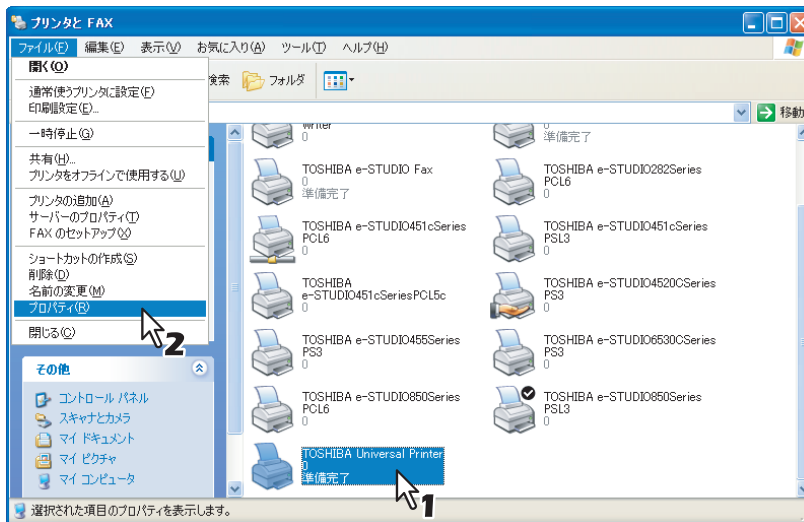 プリンタと FAX
ファイル(F) 編集(E) 表示(V) お気に入り(A) ツール(T) ヘルプ(H)
検索 フォルダ
移動
開く(O)
通常使うプリンタに設定(F)
印刷設定(E)...
一時停止(G)
共有(H)...
プリンタをオフラインで使用する(U)
プリンタの追加(A)
サーバーのプロパティ(T)
FAX のセットアップ(X)
ショートカットの作成(S)
削除(D)
名前の変更(M)
プロパティ(R)
閉じる(C)
2
その他
コントロール パネル
スキャナとカメラ
マイ ドキュメント
マイ ピクチャ
マイ コンピュータ
Writer
0
0
準備完了
TOSHIBA e-STUDIO Fax
0
準備完了
TOSHIBA e-STUDIO282Series
PCL6
0
TOSHIBA e-STUDIO451cSeries
PCL6
0
TOSHIBA e-STUDIO451cSeries
PSL3
0
TOSHIBA
e-STUDIO451cSeriesPCL5c
0
TOSHIBA e-STUDIO4520CSeries
PS3
0
TOSHIBA e-STUDIO455Series
PS3
0
TOSHIBA e-STUDIO6530CSeries
PS3
0
TOSHIBA e-STUDIO850Series
PCL6
0
TOSHIBA e-STUDIO850Series
PSL3
0
TOSHIBA Universal Printer
0
準備完了
1
選択された項目のプロパティを表示します。